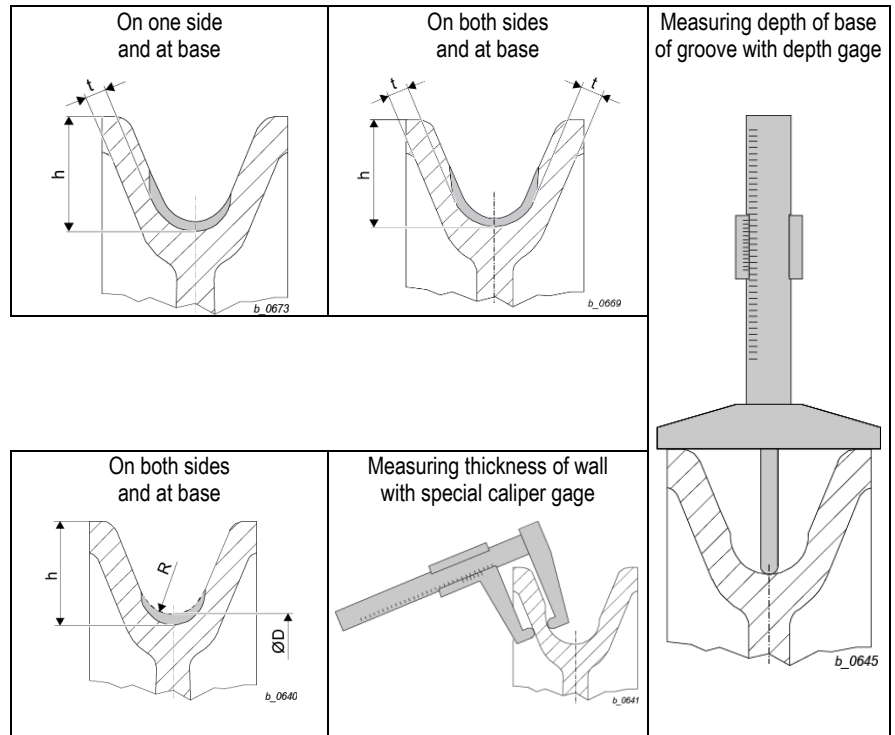 On one side
and at base
t
h
b_0673
On both sides
and at base
t
t
h
b_0669
Measuring depth of base
of groove with depth gage
b_0645
On both sides
and at base
h
R
ØD
b_0640
Measuring thickness of wall
with special caliper gage
b_0641